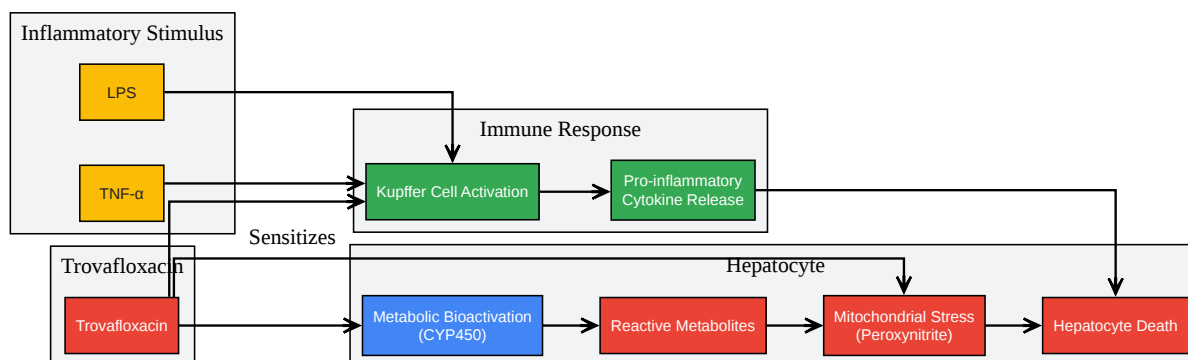 Inflammatory Stimulus
LPS
TNF-α
Immune Response
Kupffer Cell Activation
Pro-inflammatory
Cytokine Release
Sensitizes
Trovafloxacin
Trovafloxacin
Hepatocyte
Metabolic Bioactivation
(CYP450)
Reactive Metabolites
Mitochondrial Stress
(Peroxynitrite)
Hepatocyte Death